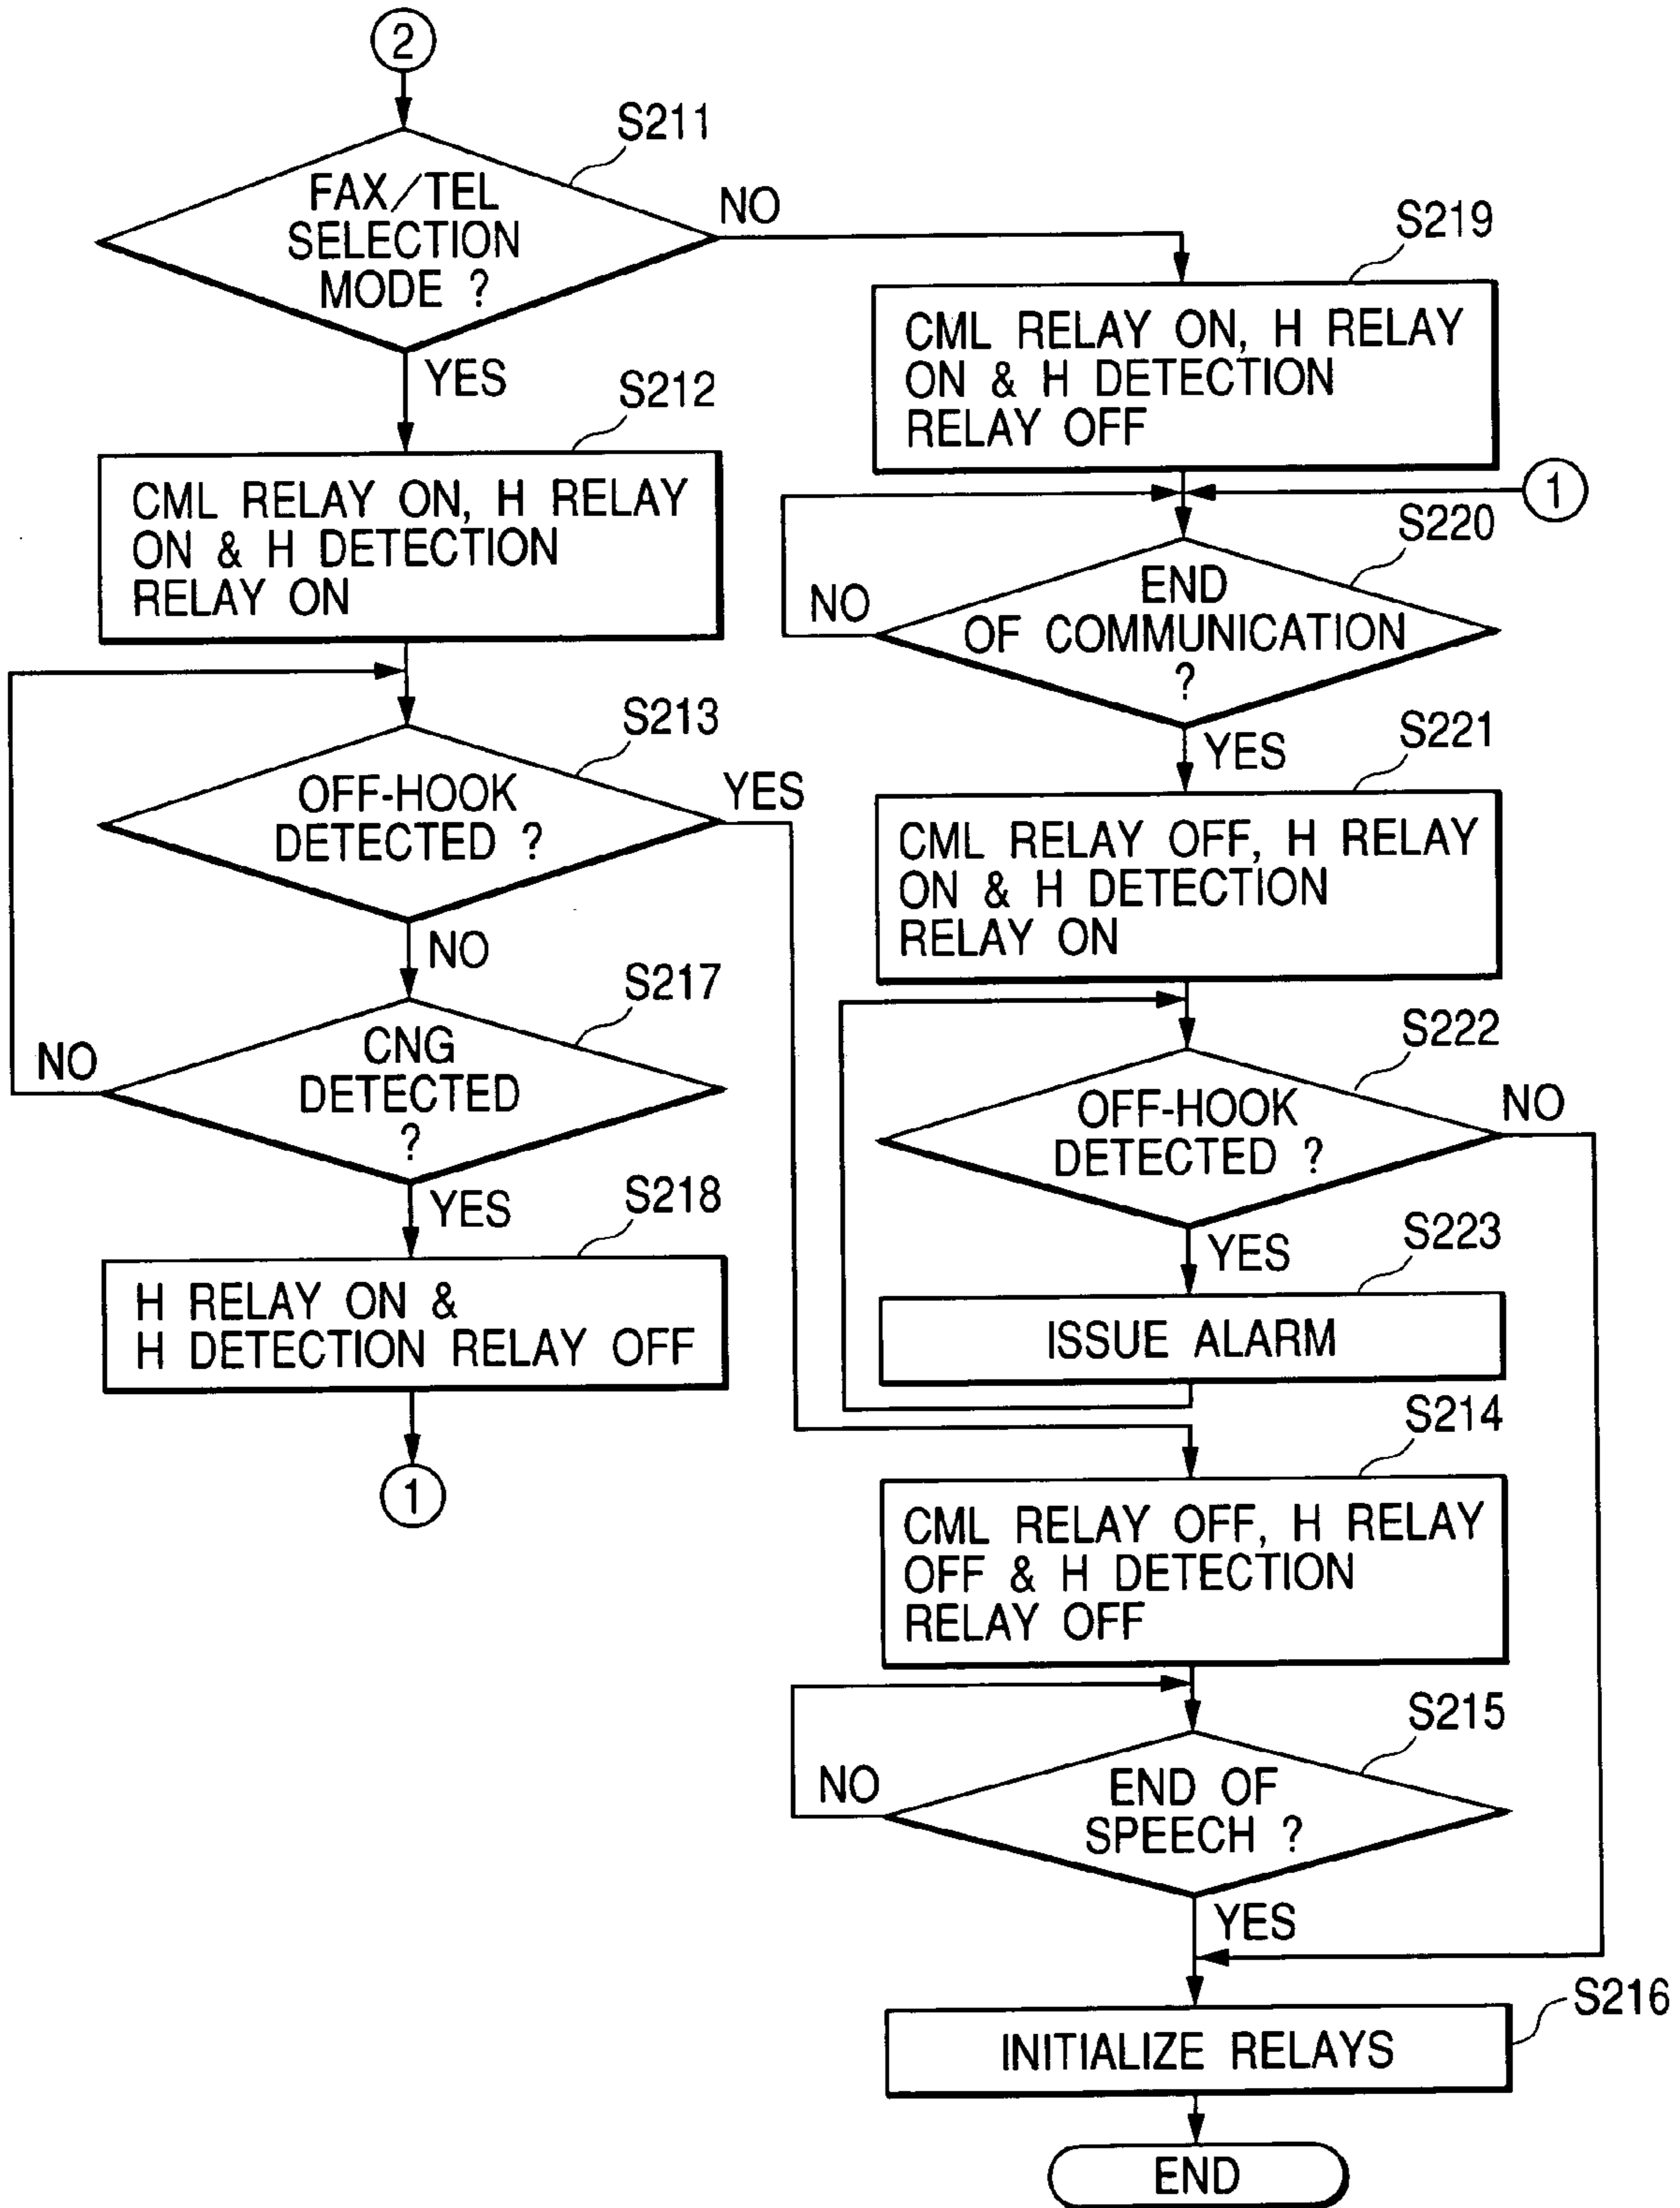 2
S211
FAX/TEL
SELECTION
MODE ?
NO
YES
S212
CML RELAY ON, H RELAY
ON & H DETECTION
RELAY ON
S213
OFF-HOOK
DETECTED ?
YES
NO
S217
CNG
DETECTED
?
NO
YES
S218
H RELAY ON &
H DETECTION RELAY OFF
1
S219
CML RELAY ON, H RELAY
ON & H DETECTION
RELAY OFF
1
S220
END
OF COMMUNICATION
?
NO
YES
S221
CML RELAY OFF, H RELAY
ON & H DETECTION
RELAY ON
S222
OFF-HOOK
DETECTED ?
NO
YES
S223
ISSUE ALARM
S214
CML RELAY OFF, H RELAY
OFF & H DETECTION
RELAY OFF
S215
END OF
SPEECH ?
NO
YES
S216
INITIALIZE RELAYS
END